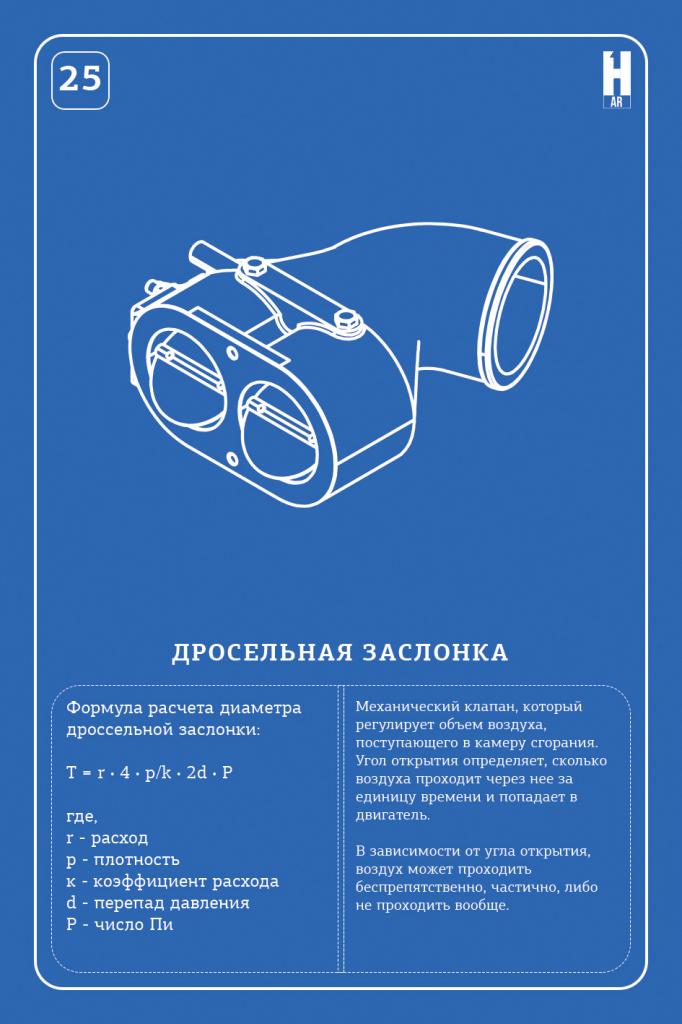 25
H
AR
ДРОСЕЛЬНАЯ ЗАСЛОНКА
Формула расчета диаметра
дроссельной заслонки:
T = r · 4 · p/k · 2d · P
где,
r - расход
p - плотность
к - коэффициент расхода
d - перепад давления
P - число Пи
Механический клапан, который
регулирует объем воздуха,
поступающего в камеру сгорания.
Угол открытия определяет, сколько
воздуха проходит через нее за
единицу времени и попадает в
двигатель.
В зависимости от угла открытия,
воздух может проходить
беспрепятственно, частично, либо
не проходить вообще.